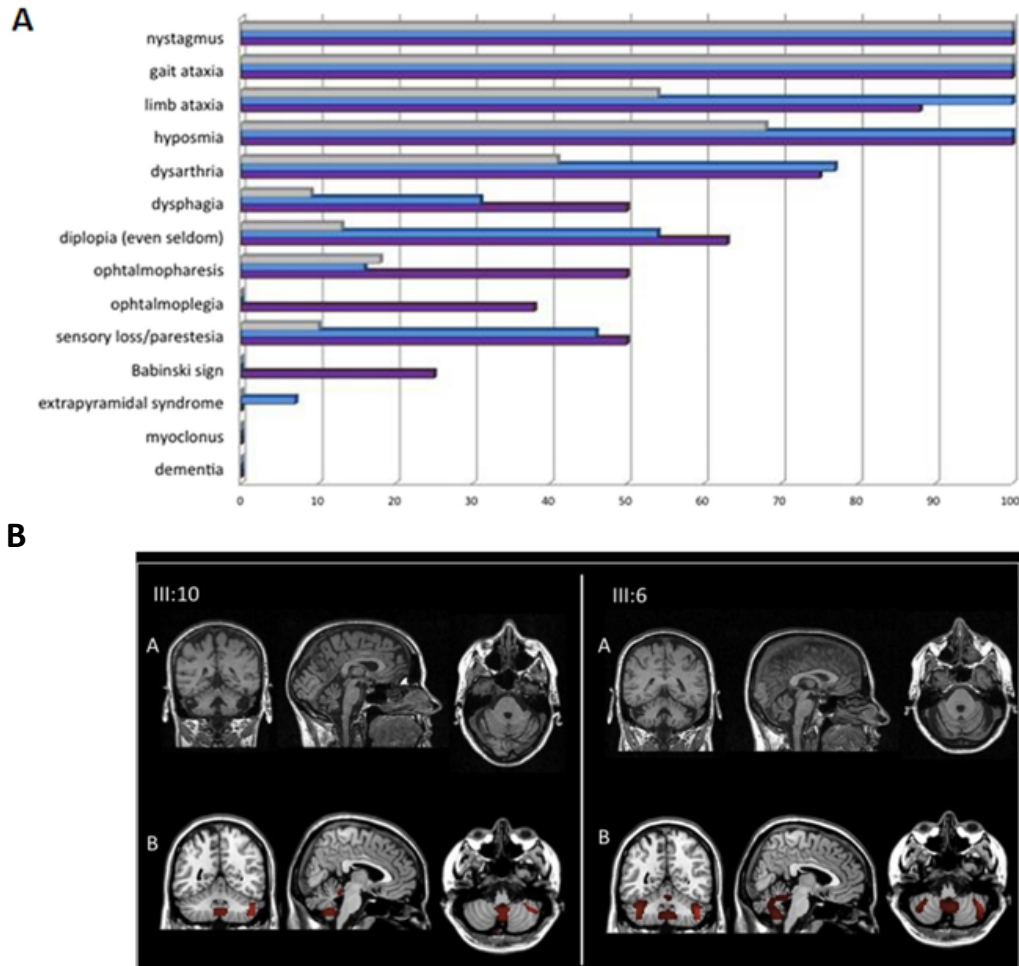 A
nystagmus
gait ataxia
limb ataxia
hyposmia
dysarthria
dysphagia
diplopia (even seldom)
ophtalmopharesis
ophtalmoplegia
sensory loss/parestesia
Babinski sign
extrapyramidal syndrome
myoclonus
dementia
0 10 20 30 40 50 60 70 80 90 100
B
III:10
A
B
III:6
A
B